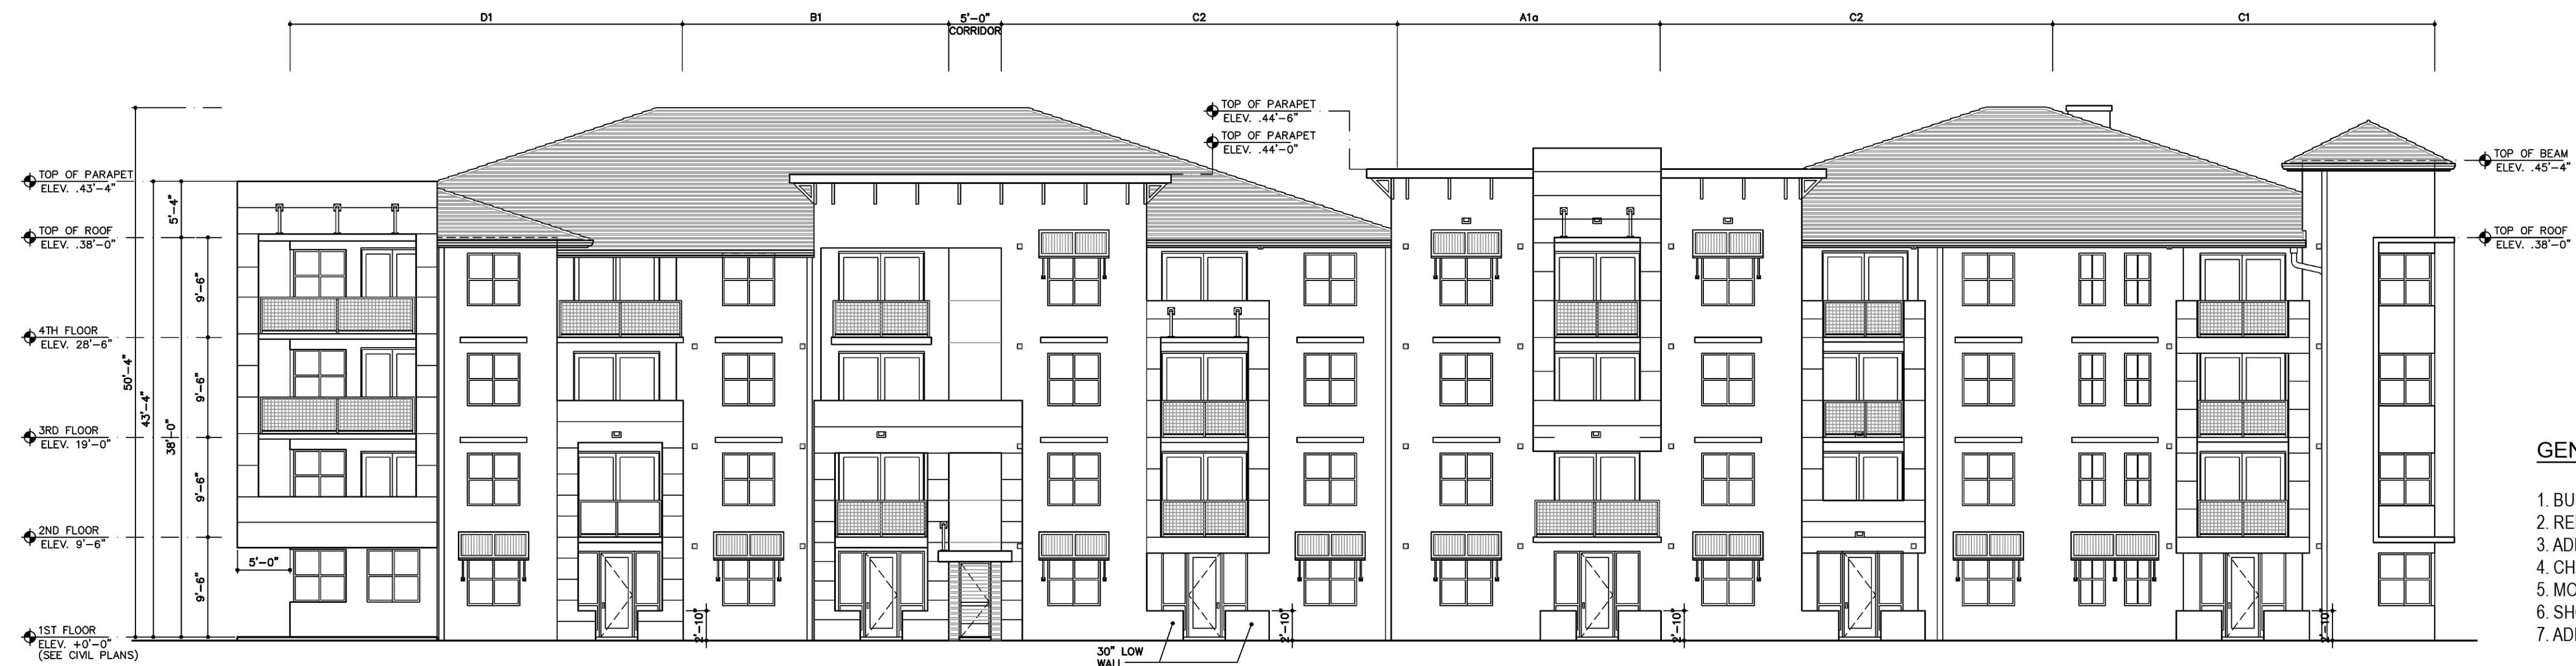 D1
B1
5'-0"
CORRIDOR
C2
A1a
C2
C1
TOP OF PARAPET
ELEV. .44'-6"
TOP OF PARAPET
ELEV. .44'-0"
TOP OF BEAM
ELEV. .45'-4"
TOP OF PARAPET
ELEV. .43'-4"
5'-4"
TOP OF ROOF
ELEV. .38'-0"
TOP OF ROOF
ELEV. .38'-0"
9'-6"
4TH FLOOR
ELEV. 28'-6"
50'-4"
43'-4"
38'-0"
9'-6"
3RD FLOOR
ELEV. 19'-0"
9'-6"
2ND FLOOR
ELEV. 9'-6"
5'-0"
9'-6"
1ST FLOOR
ELEV. +0'-0"
(SEE CIVIL PLANS)
2'-10"
2'-10"
2'-10"
2'-10"
30" LOW
WALL
GEN
1. BU
2. RE
3. AD
4. CH
5. MO
6. SH
7. AD